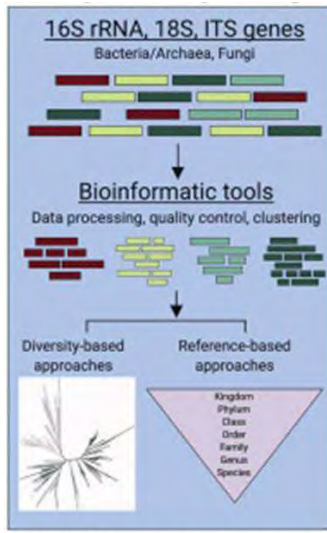 16S rRNA, 18S, ITS genes
Bacteria/Archaea, Fungi
Bioinformatic tools
Data processing, quality control, clustering
Diversity-based
approaches
Reference-based
approaches
Kingdom
Phylum
Class
Order
Family
Genus
Species